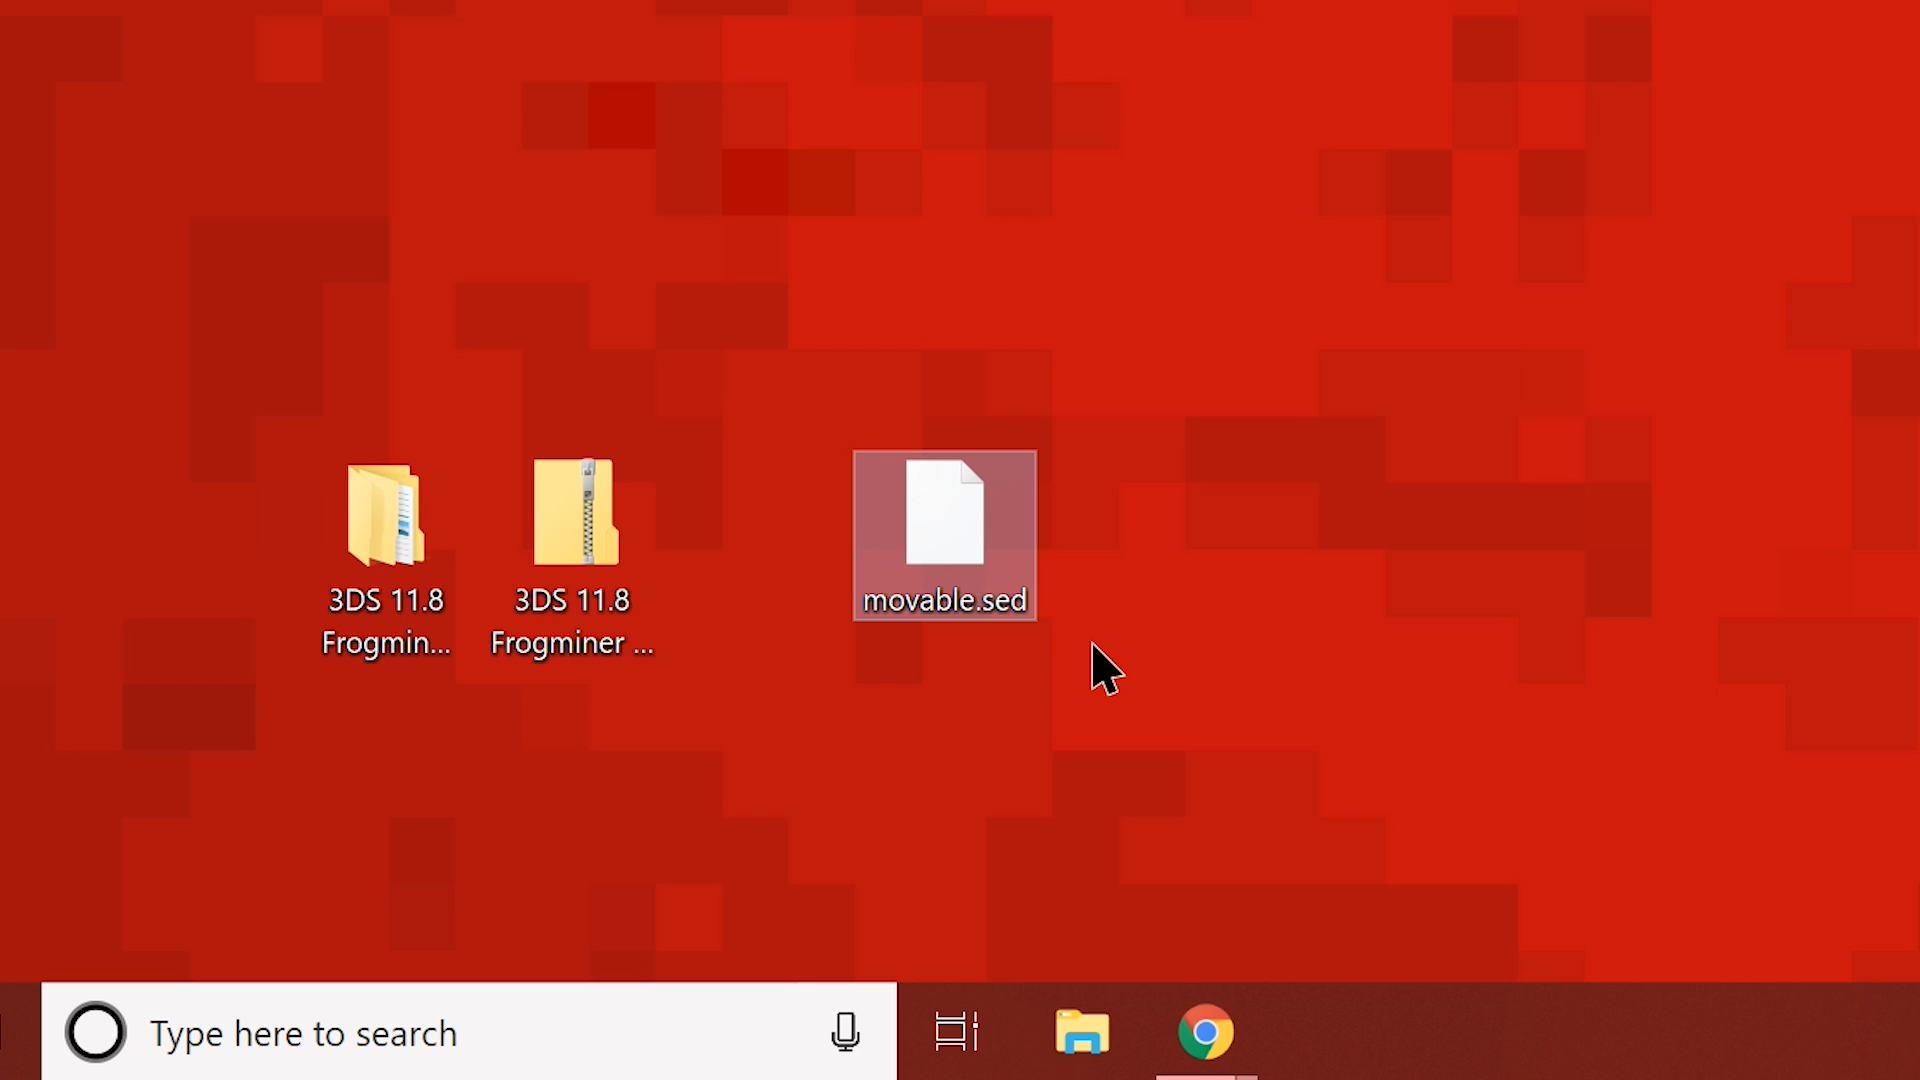 3DS 11.8
Frogmin...
3DS 11.8
Frogminer ...
movable.sed
Type here to search